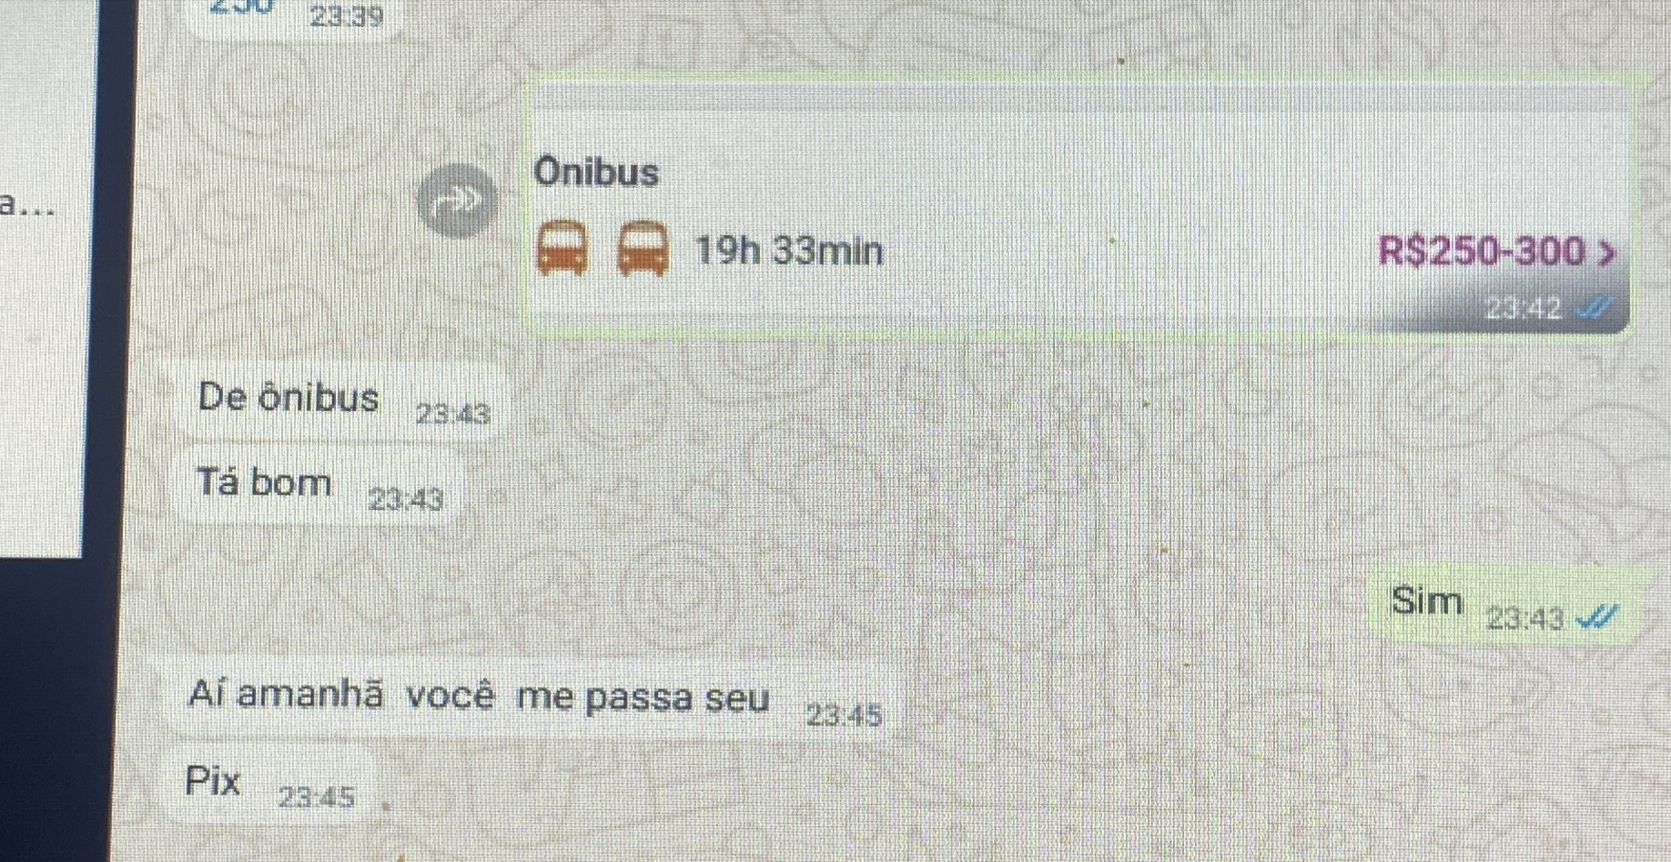 23:39
Ônibus
19h 33min R$250-300 >
23:42
De ônibus 23:43
Tá bom 23:43
Sim 23:43
a...
Aí amanhã você me passa seu 23:45
Pix 23:45